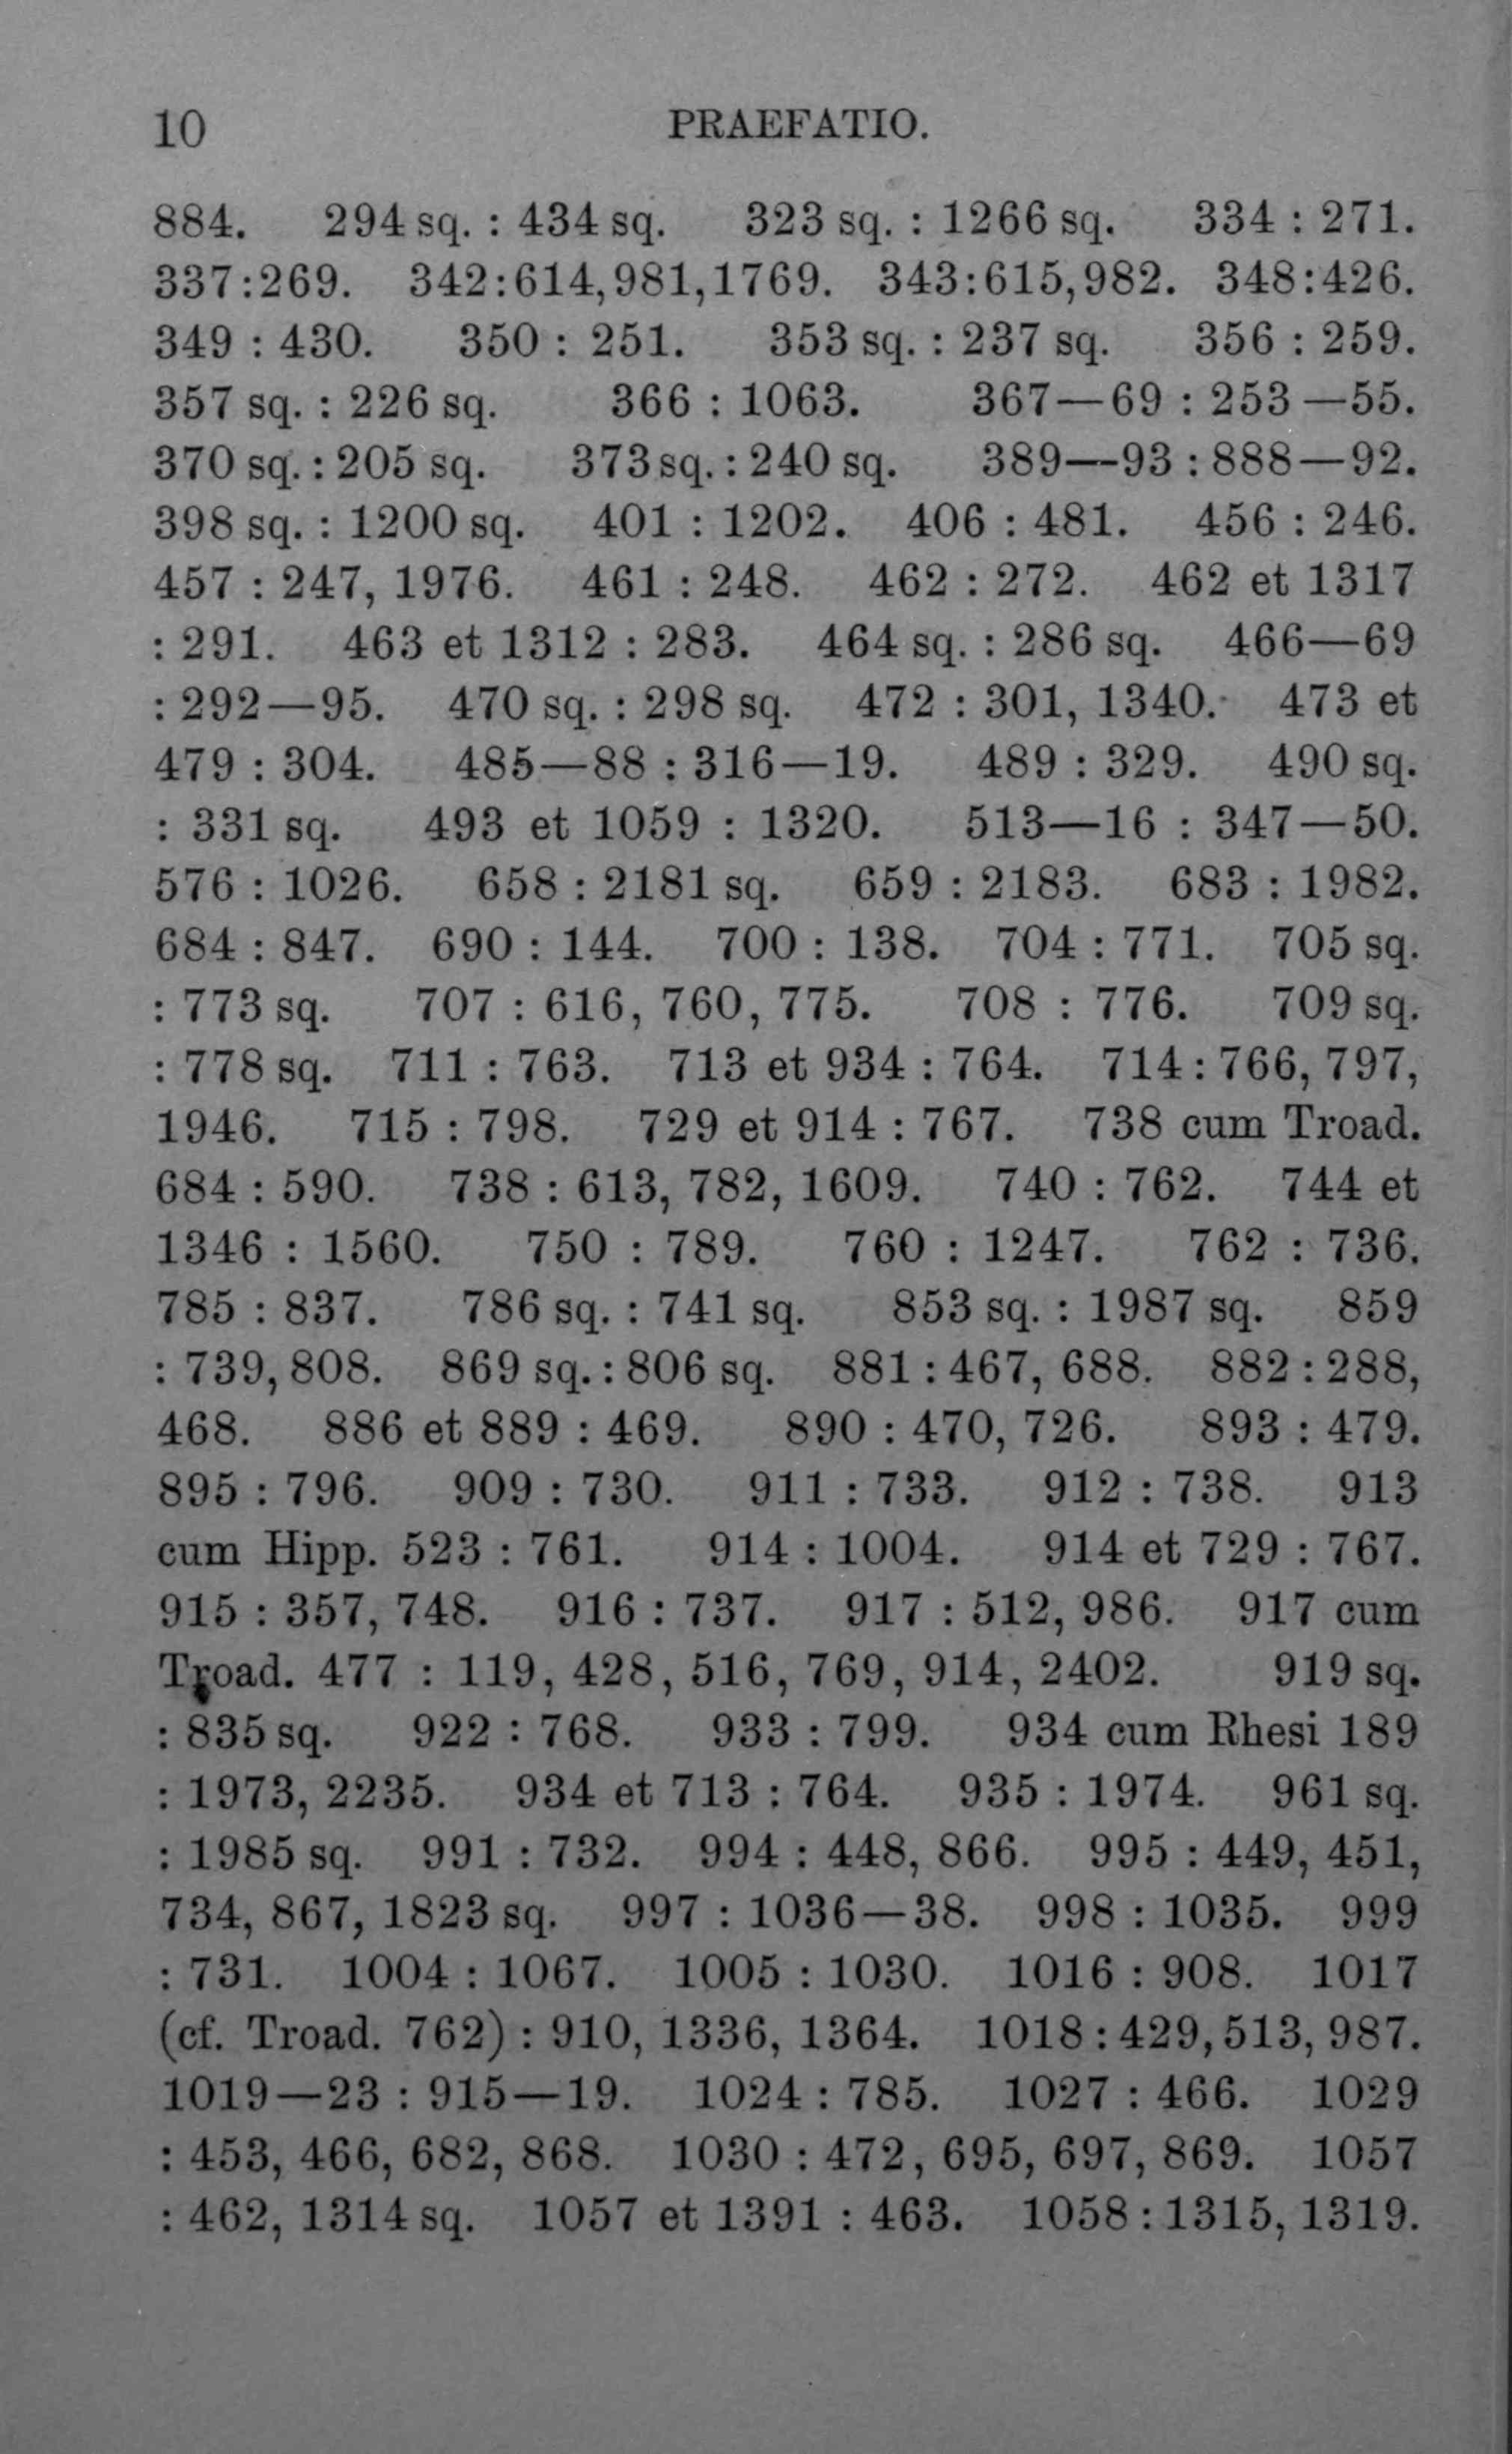 10 PRAEFATIO.
884. 294 sq. : 434 sq. 323 sq. : 1266 sq. 334 : 271.
337:269. 342:614,981,1769. 343:615,982. 348:426.
349 : 430. 350 : 251. 353 sq. : 237 sq. 356 : 259.
357 sq. : 226 sq. 366 : 1063. 367—69 : 253—55.
370 sq. : 205 sq. 373 sq. : 240 sq. 389—93 : 888—92.
398 sq. : 1200 sq. 401 : 1202. 406 : 481. 456 : 246.
457 : 247, 1976. 461 : 248. 462 : 272. 462 et 1317
: 291. 463 et 1312 : 283. 464 sq. : 286 sq. 466—69
: 292—95. 470 sq. : 298 sq. 472 : 301, 1340. 473 et
479 : 304. 485—88 : 316—19. 489 : 329. 490 sq.
: 331 sq. 493 et 1059 : 1320. 513—16 : 347—50.
576 : 1026. 658 : 2181 sq. 659 : 2183. 683 : 1982.
684 : 847. 690 : 144. 700 : 138. 704 : 771. 705 sq.
: 773 sq. 707 : 616, 760, 775. 708 : 776. 709 sq.
: 778 sq. 711 : 763. 713 et 934 : 764. 714 : 766, 797,
1946. 715 : 798. 729 et 914 : 767. 738 cum Troad.
684 : 590. 738 : 613, 782, 1609. 740 : 762. 744 et
1346 : 1560. 750 : 789. 760 : 1247. 762 : 736.
785 : 837. 786 sq. : 741 sq. 853 sq. : 1987 sq. 859
: 739, 808. 869 sq. : 806 sq. 881 : 467, 688. 882 : 288,
468. 886 et 889 : 469. 890 : 470, 726. 893 : 479.
895 : 796. 909 : 730. 911 : 733. 912 : 738. 913
cum Hipp. 523 : 761. 914 : 1004. 914 et 729 : 767.
915 : 357, 748. 916 : 737. 917 : 512, 986. 917 cum
Troad. 477 : 119, 428, 516, 769, 914, 2402. 919 sq.
: 835 sq. 922 : 768. 933 : 799. 934 cum Rhesi 189
: 1973, 2235. 934 et 713 : 764. 935 : 1974. 961 sq.
: 1985 sq. 991 : 732. 994 : 448, 866. 995 : 449, 451,
734, 867, 1823 sq. 997 : 1036—38. 998 : 1035. 999
: 731. 1004 : 1067. 1005 : 1030. 1016 : 908. 1017
(cf. Troad. 762) : 910, 1336, 1364. 1018 : 429, 513, 987.
1019—23 : 915—19. 1024 : 785. 1027 : 466. 1029
: 453, 466, 682, 868. 1030 : 472, 695, 697, 869. 1057
: 462, 1314 sq. 1057 et 1391 : 463. 1058 : 1315, 1319.